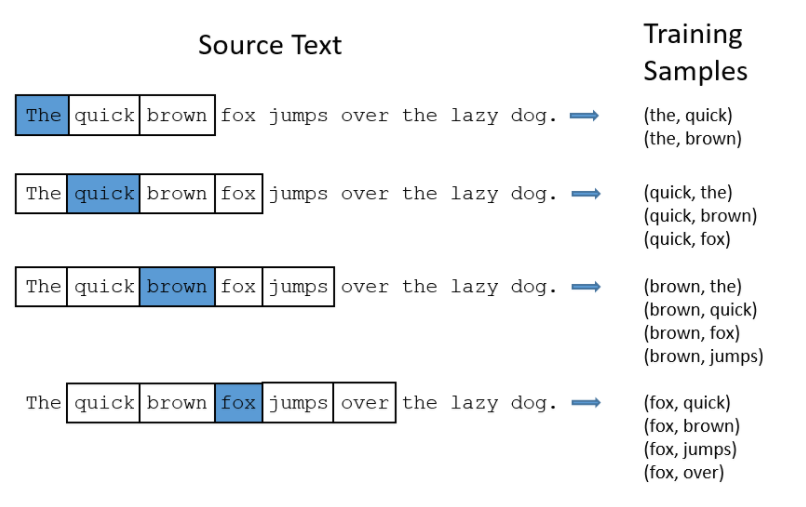 Source Text
Training
Samples
The quick brown fox jumps over the lazy dog.
(the, quick)
(the, brown)
The quick brown fox jumps over the lazy dog.
(quick, the)
(quick, brown)
(quick, fox)
The quick brown fox jumps over the lazy dog.
(brown, the)
(brown, quick)
(brown, fox)
(brown, jumps)
The quick brown fox jumps over the lazy dog.
(fox, quick)
(fox, brown)
(fox, jumps)
(fox, over)